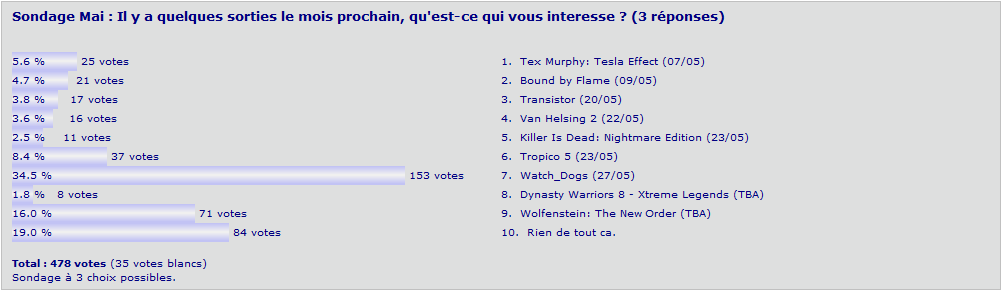 Sondage Mai : Il y a quelques sorties le mois prochain, qu'est-ce qui vous interesse ? (3 réponses)
5.6 % 25 votes 1. Tex Murphy: Tesla Effect (07/05)
4.7 % 21 votes 2. Bound by Flame (09/05)
3.8 % 17 votes 3. Transistor (20/05)
3.6 % 16 votes 4. Van Helsing 2 (22/05)
2.5 % 11 votes 5. Killer Is Dead: Nightmare Edition (23/05)
8.4 % 37 votes 6. Tropico 5 (23/05)
34.5 % 153 votes 7. Watch_Dogs (27/05)
1.8 % 8 votes 8. Dynasty Warriors 8 - Xtreme Legends (TBA)
16.0 % 71 votes 9. Wolfenstein: The New Order (TBA)
19.0 % 84 votes 10. Rien de tout ca.
Total : 478 votes (35 votes blancs)
Sondage à 3 choix possibles.